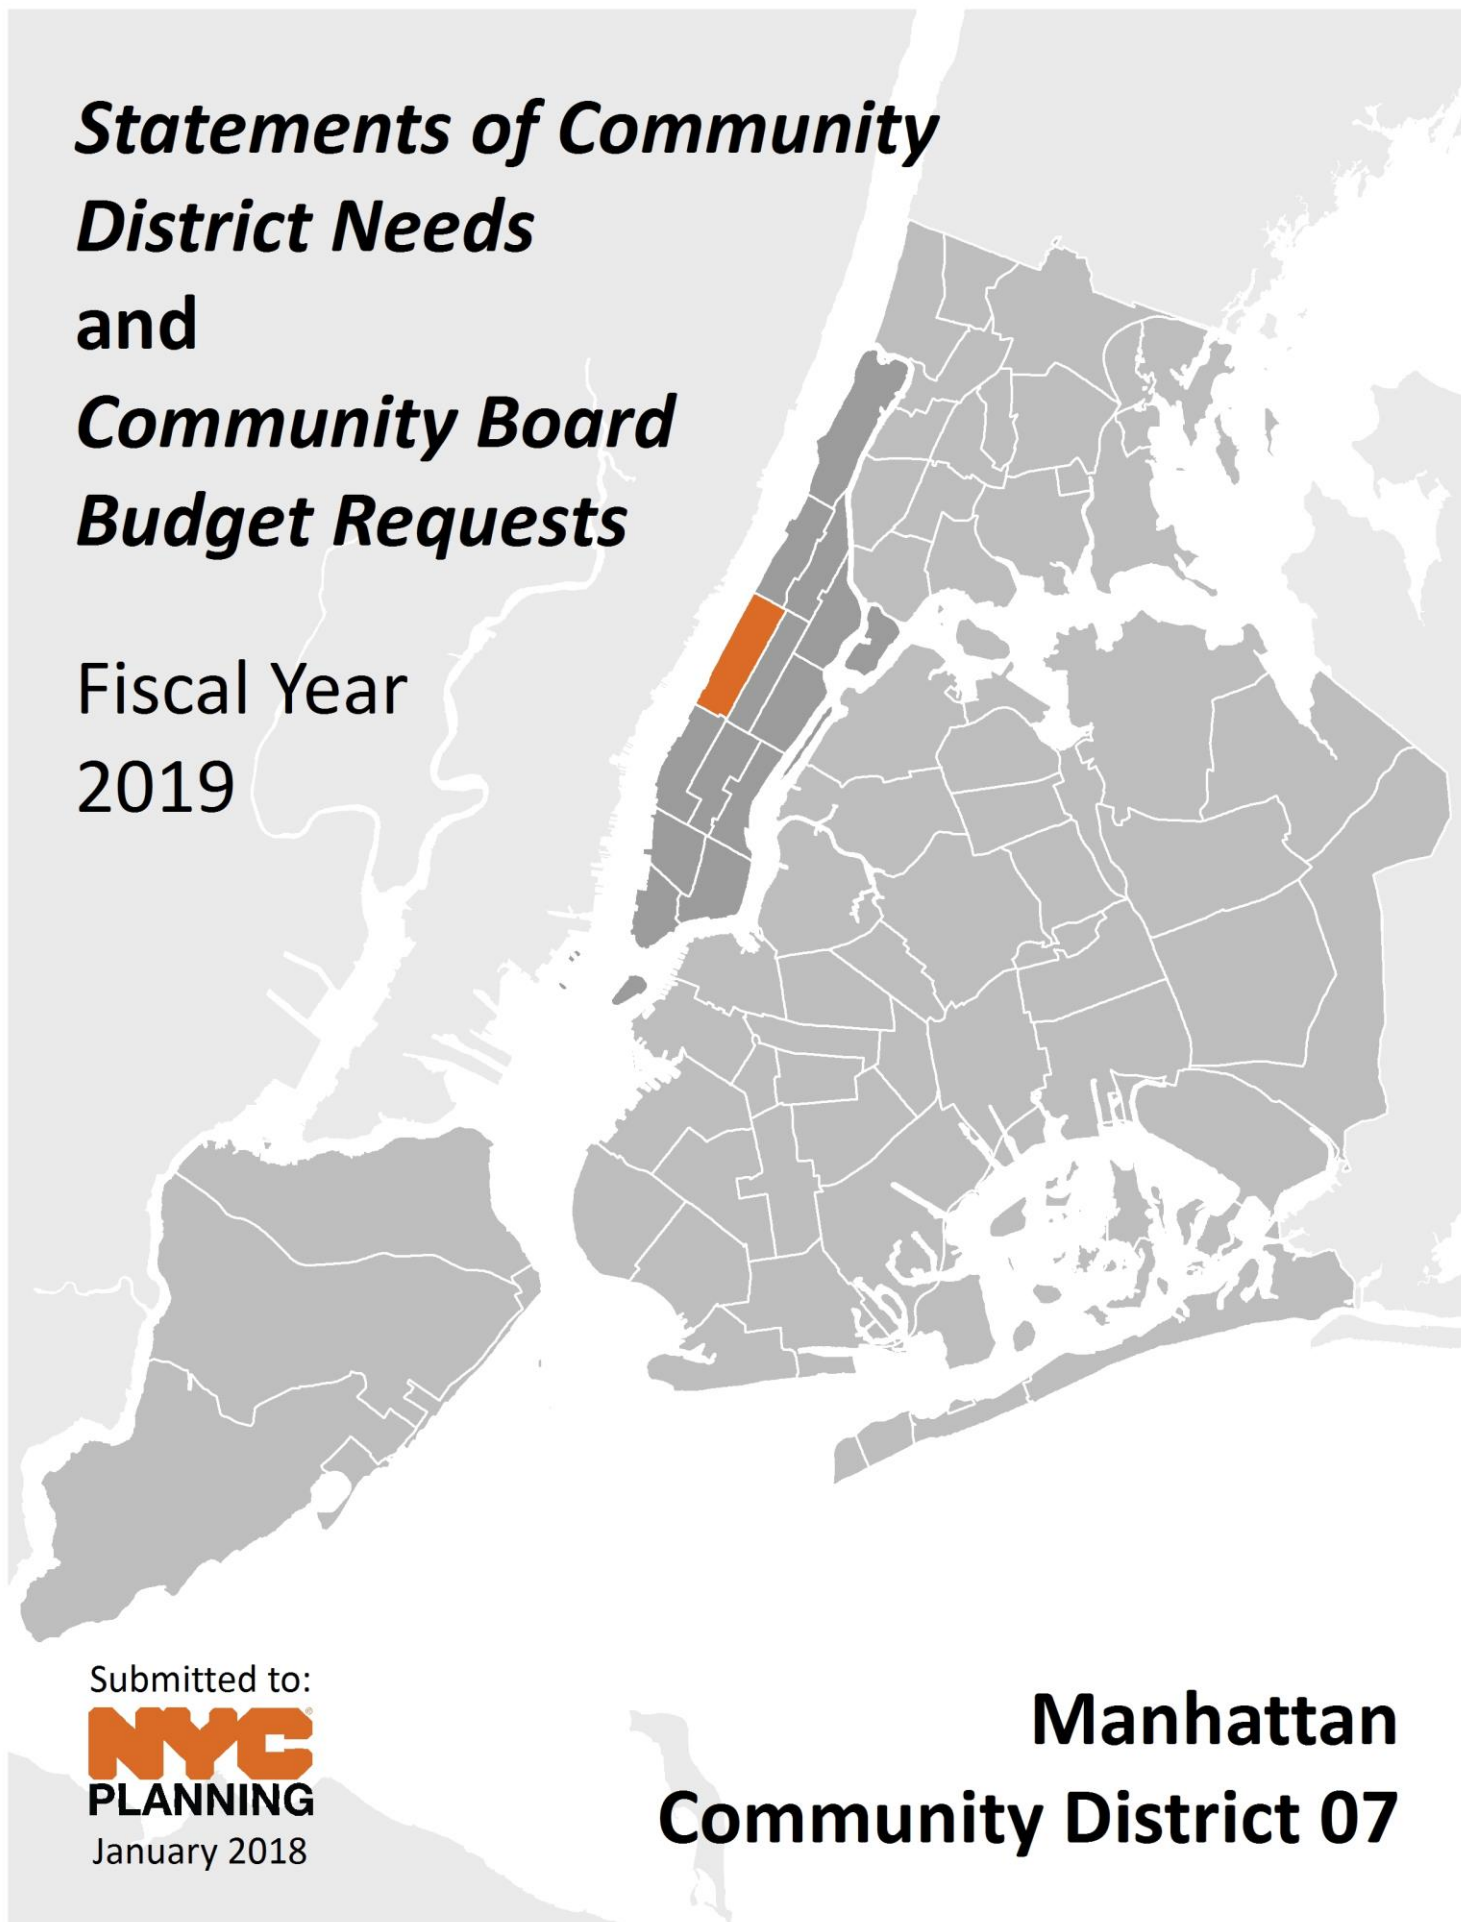 Statements of Community
District Needs
and
Community Board
Budget Requests
Fiscal Year
2019
Submitted to:
NYC
PLANNING
January 2018
Manhattan
Community District 07